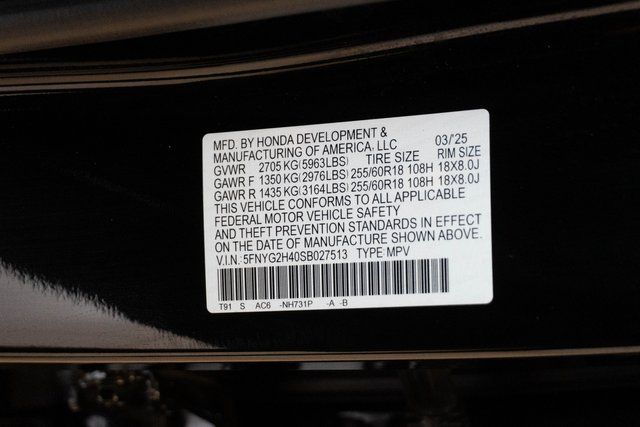 MFD. BY HONDA DEVELOPMENT &
MANUFACTURING OF AMERICA, LLC 03/'25
GVWR 2705 KG(5963LBS) TIRE SIZE RIM SIZE
GAWR F 1350 KG(2976LBS) 255/60R18 108H 18X8.0J
GAWR R 1435 KG(3164LBS) 255/60R18 108H 18X8.0J
THIS VEHICLE CONFORMS TO ALL APPLICABLE
FEDERAL MOTOR VEHICLE SAFETY
AND THEFT PREVENTION STANDARDS IN EFFECT
ON THE DATE OF MANUFACTURE SHOWN ABOVE.
V.I.N.: 5FNYG2H40SB027513 TYPE: MPV
T91 S AC6 -NH731P -A -B